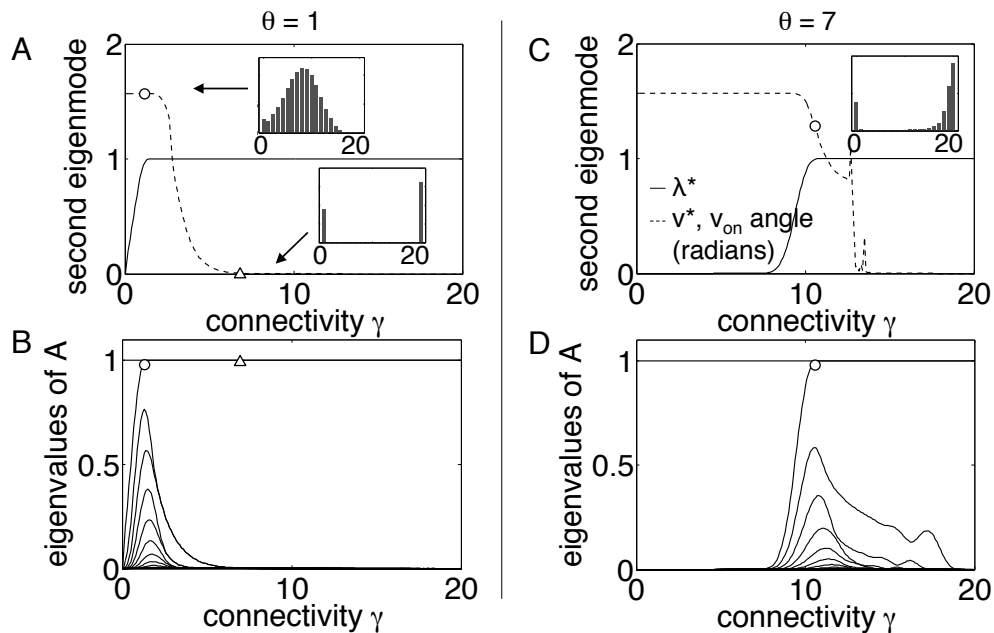 θ = 1
θ = 7
A
2
1
0
second eigenmode
0
20
0
20
0
10
20
connectivity γ
C
2
1
0
second eigenmode
0
20
λ*
v*, v_on angle
(radians)
0
10
20
connectivity γ
B
1
0.5
0
eigenvalues of A
0
10
20
connectivity γ
D
1
0.5
0
eigenvalues of A
0
10
20
connectivity γ